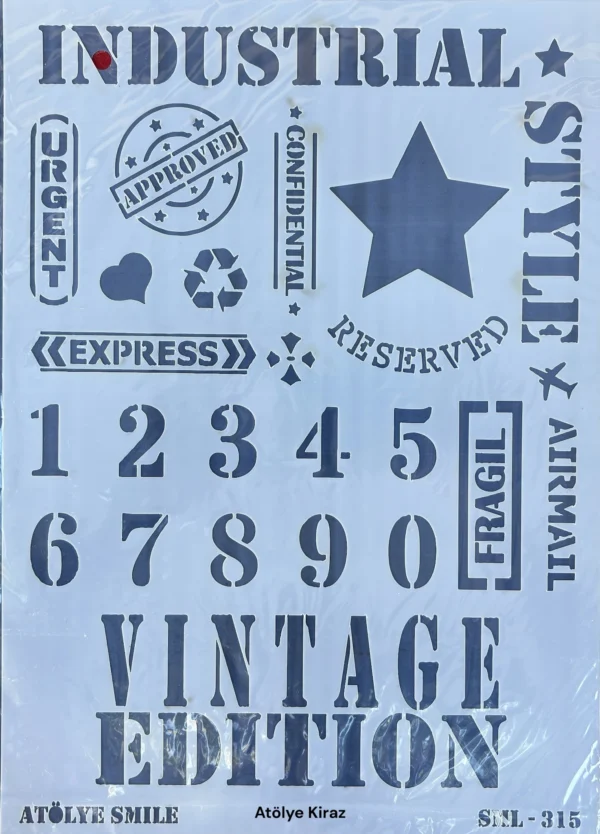 INDUSTRIAL
STYLE
URGENT
APPROVED
CONFIDENTIAL
RESERVED
EXPRESS
AIRMAIL
1 2 3 4 5
FRAGIL
6 7 8 9 0
VINTAGE
EDITION
ATÖLYE SMILE
Atölye Kiraz
SML - 315